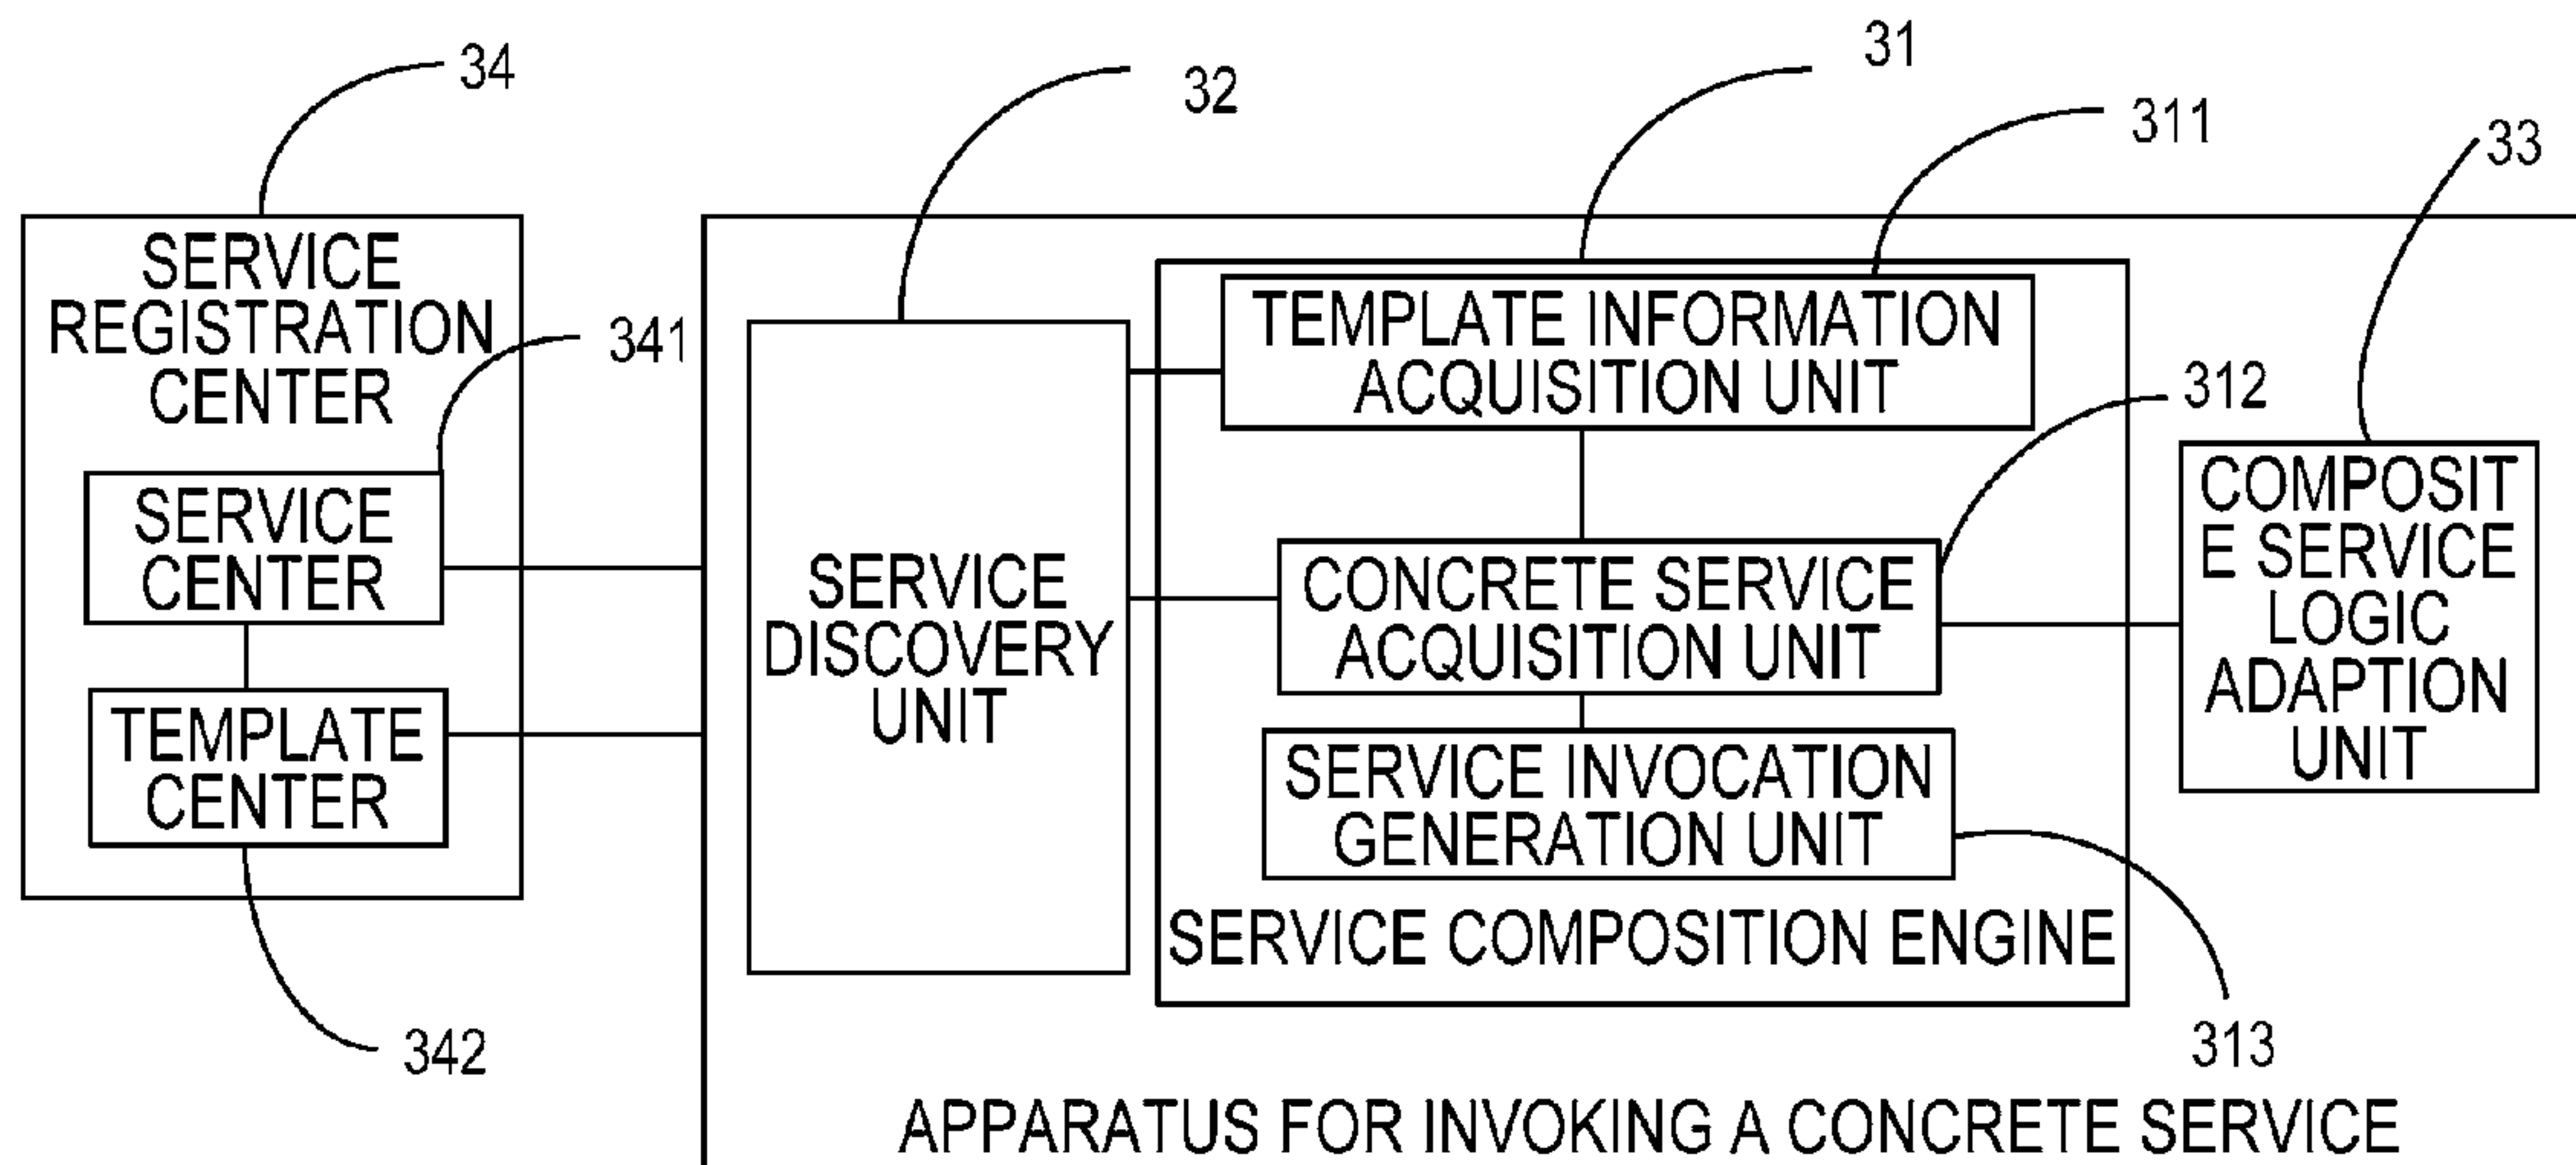 34
32
31
311
33
SERVICE
REGISTRATION
CENTER
341
SERVICE
CENTER
TEMPLATE
CENTER
342
SERVICE
DISCOVERY
UNIT
TEMPLATE INFORMATION
ACQUISITION UNIT
312
CONCRETE SERVICE
ACQUISITION UNIT
SERVICE INVOCATION
GENERATION UNIT
SERVICE COMPOSITION ENGINE
313
COMPOSIT
E SERVICE
LOGIC
ADAPTION
UNIT
APPARATUS FOR INVOKING A CONCRETE SERVICE